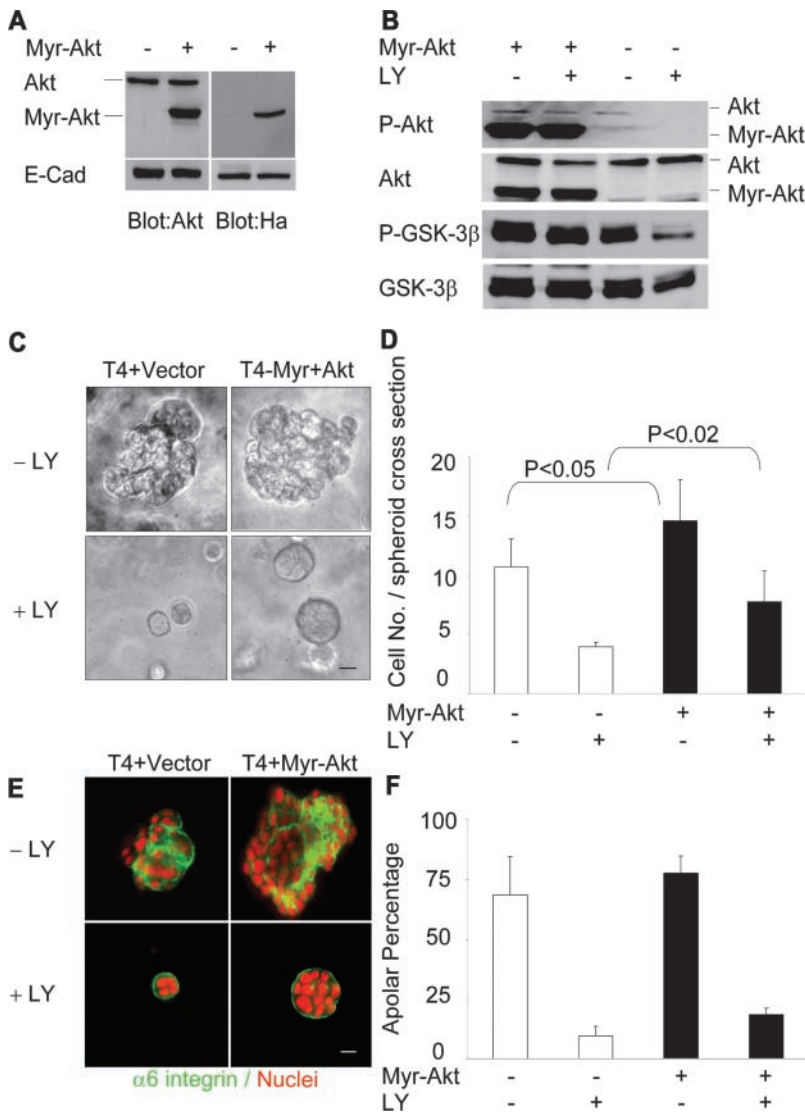 A
Myr-Akt - + - +
Akt
Myr-Akt
E-Cad
Blot:Akt Blot:Ha
B
Myr-Akt + + - -
LY - + - +
P-Akt
Akt
Myr-Akt
Akt
Akt
Myr-Akt
P-GSK-3β
GSK-3β
C
T4+Vector T4-Myr+Akt
– LY
+ LY
D
P<0.02
P<0.05
Cell No. / spheroid cross section
20
15
10
5
0
Myr-Akt - - + +
LY - + - +
E
T4+Vector T4+Myr-Akt
– LY
+ LY
α6 integrin / Nuclei
F
Apolar Percentage
100
75
50
25
0
Myr-Akt - - + +
LY - + - +